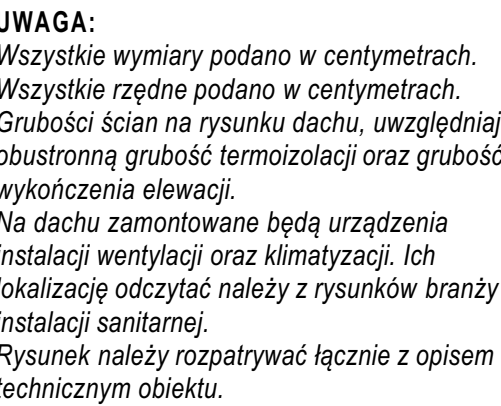 UWAGA:
Wszystkie wymiary podano w centymetrach.
Wszystkie rzędne podano w centymetrach.
Grubości ścian na rysunku dachu, uwzględniaj
obustronną grubość termoizolacji oraz grubość
wykończenia elewacji.
Na dachu zamontowane będą urządzenia
instalacji wentylacji oraz klimatyzacji. Ich
lokalizację odczytać należy z rysunków branży
instalacji sanitarnej.
Rysunek należy rozpatrywać łącznie z opisem
technicznym obiektu.